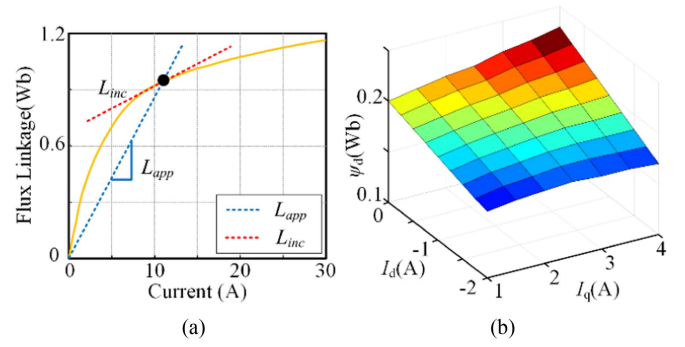 1.2
0.6
0
Flux Linkage(Wb)
L_inc
L_app
L_app
L_inc
0 10 20 30
Current (A)
(a)
0.2
0.1
ψ_d(Wb)
0
-1
-2
I_d(A)
1
2
3
4
I_q(A)
(b)